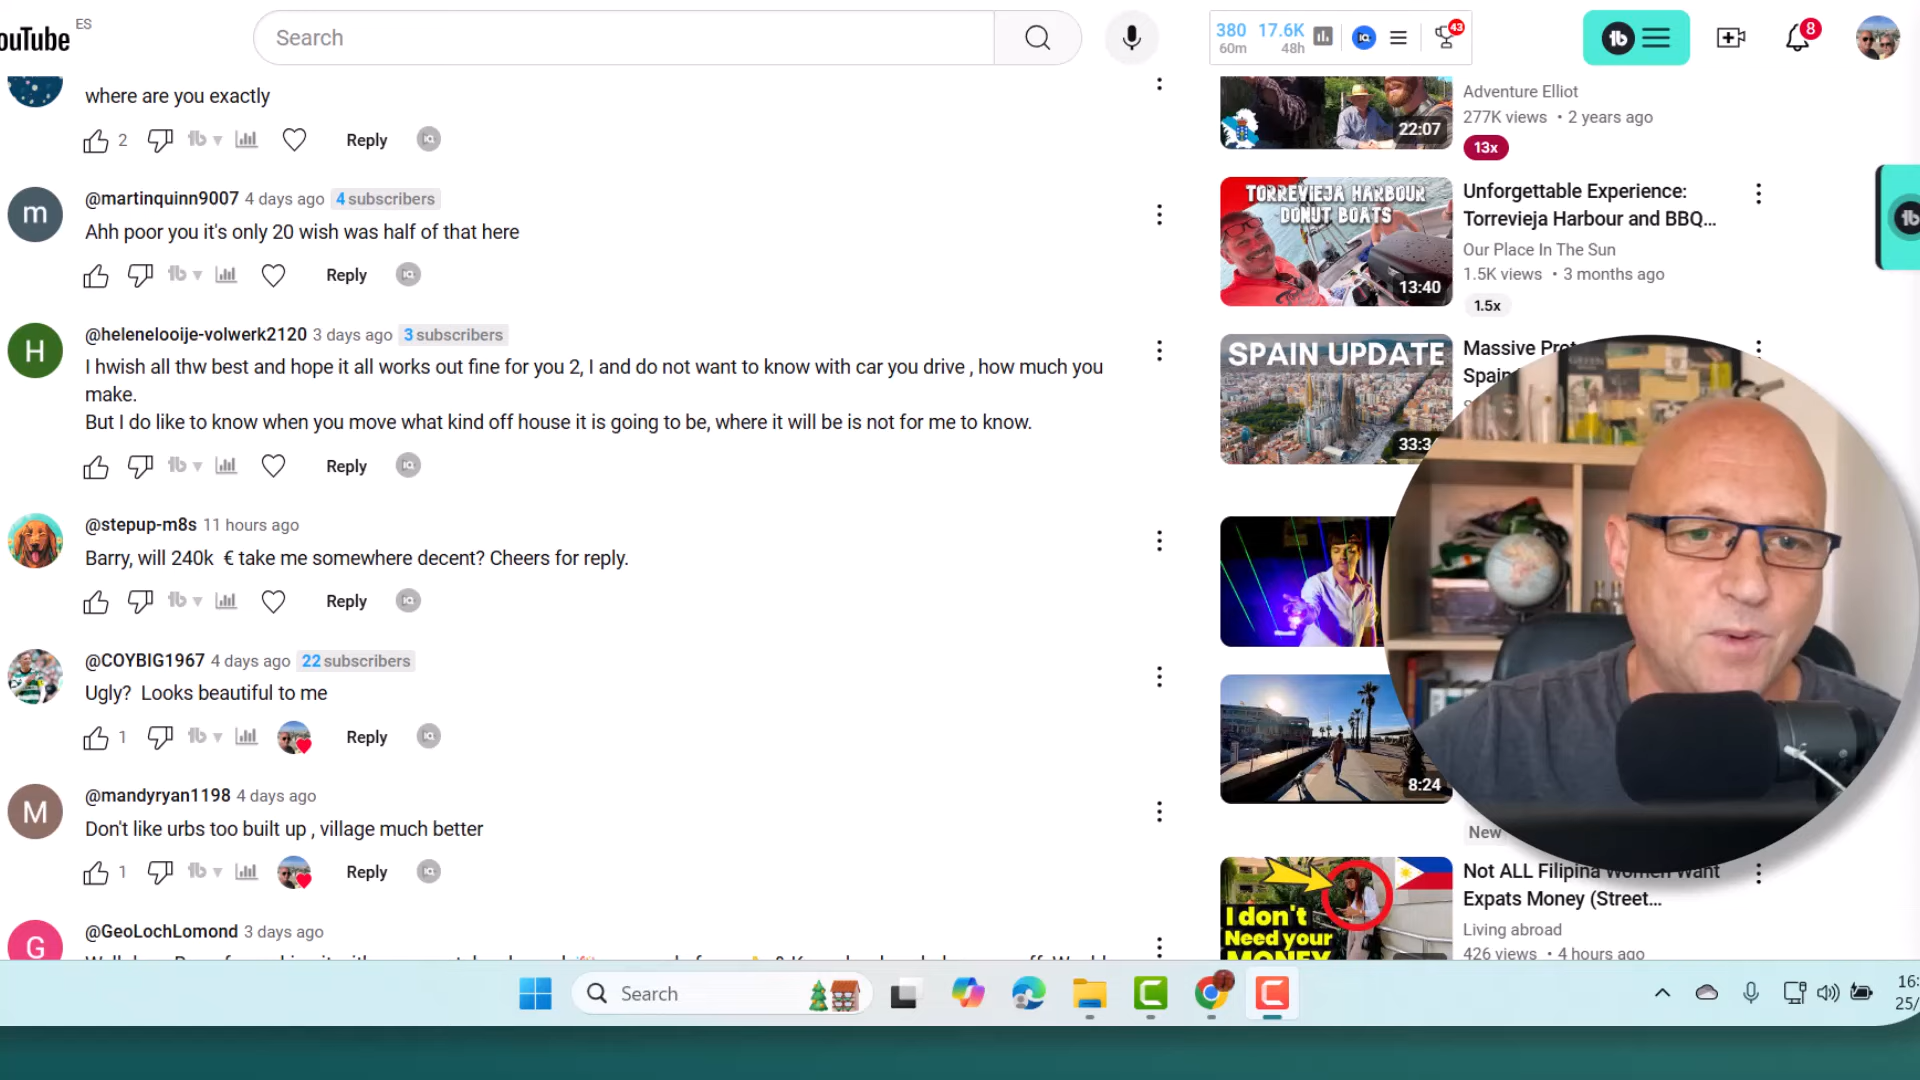 ouTube
ES
Search
380 17.6K
60m 48h
43
8
where are you exactly
2
Reply
@martinquinn9007 4 days ago 4 subscribers
Ahh poor you it's only 20 wish was half of that here
Reply
@helenelooije-volwerk2120 3 days ago 3 subscribers
I hwish all thw best and hope it all works out fine for you 2, I and do not want to know with car you drive , how much you
make.
But I do like to know when you move what kind off house it is going to be, where it will be is not for me to know.
Reply
@stepup-m8s 11 hours ago
Barry, will 240k € take me somewhere decent? Cheers for reply.
Reply
@COYBIG1967 4 days ago 22 subscribers
Ugly? Looks beautiful to me
1
Reply
@mandyryan1198 4 days ago
Don't like urbs too built up , village much better
1
Reply
@GeoLochLomond 3 days ago
22:07
Adventure Elliot
277K views • 2 years ago
13x
TORREVIEJA HARBOUR
DONUT BOATS
13:40
Unforgettable Experience:
Torrevieja Harbour and BBQ...
Our Place In The Sun
1.5K views • 3 months ago
1.5x
SPAIN UPDATE
33:3
Massive
Spain
8:24
New
I don't
Need your
MONEY
Not ALL Filipina Women Want
Expats Money (Street...
Living abroad
426 views • 4 hours ago
Search
16:
25/